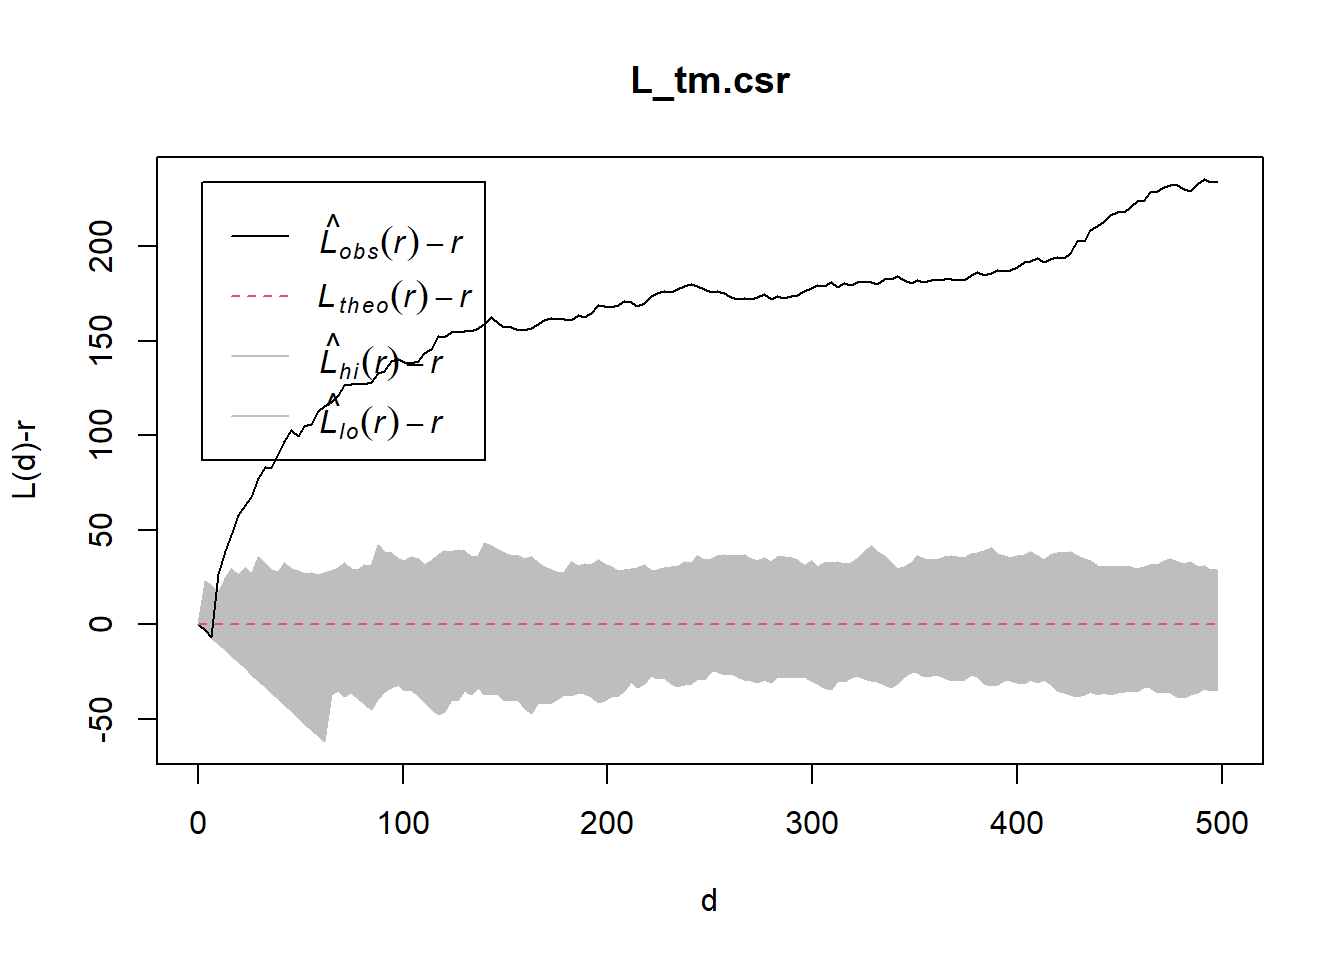 L_tm.csr
L̂obs(r) − r
Ltheo(r) − r
L̂hi(r) − r
L̂lo(r) − r
L(d)-r
200
150
100
50
0
-50
0 100 200 300 400 500
d